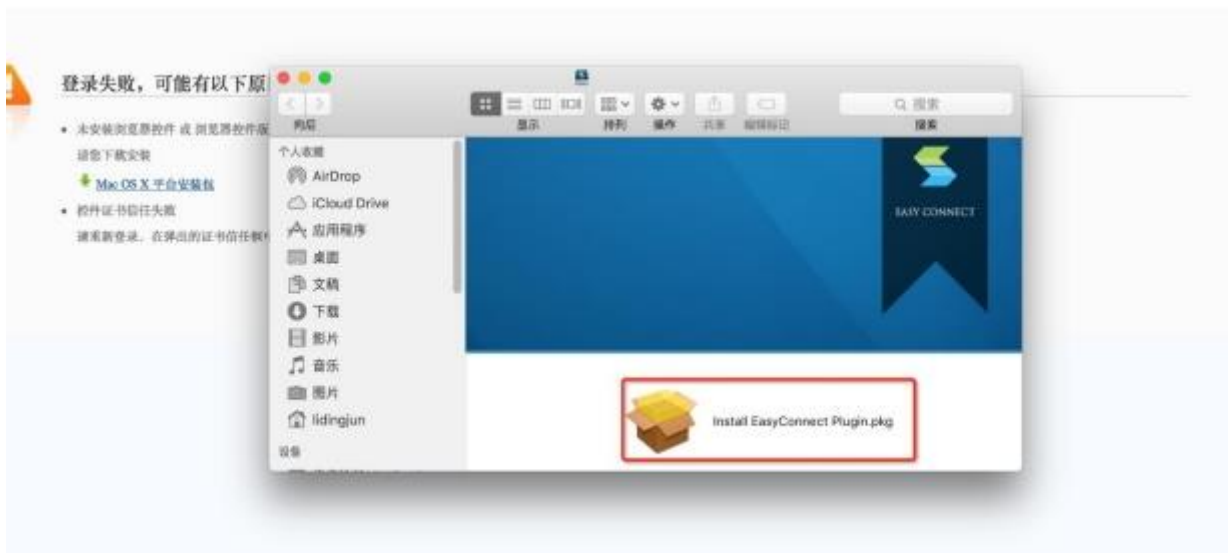 登录失败，可能有以下原
未安装浏览器控件 或 浏览器控件版
请您下载安装
Mac OS X 平台安装包
控件证书信任失败
请重新登录，在弹出的证书信任框中
向后
显示
排列
操作
共享
编辑标记
搜索
搜索
个人收藏
AirDrop
iCloud Drive
应用程序
桌面
文稿
下载
影片
音乐
图片
lidingjun
设备
EASY CONNECT
Install EasyConnect Plugin.pkg